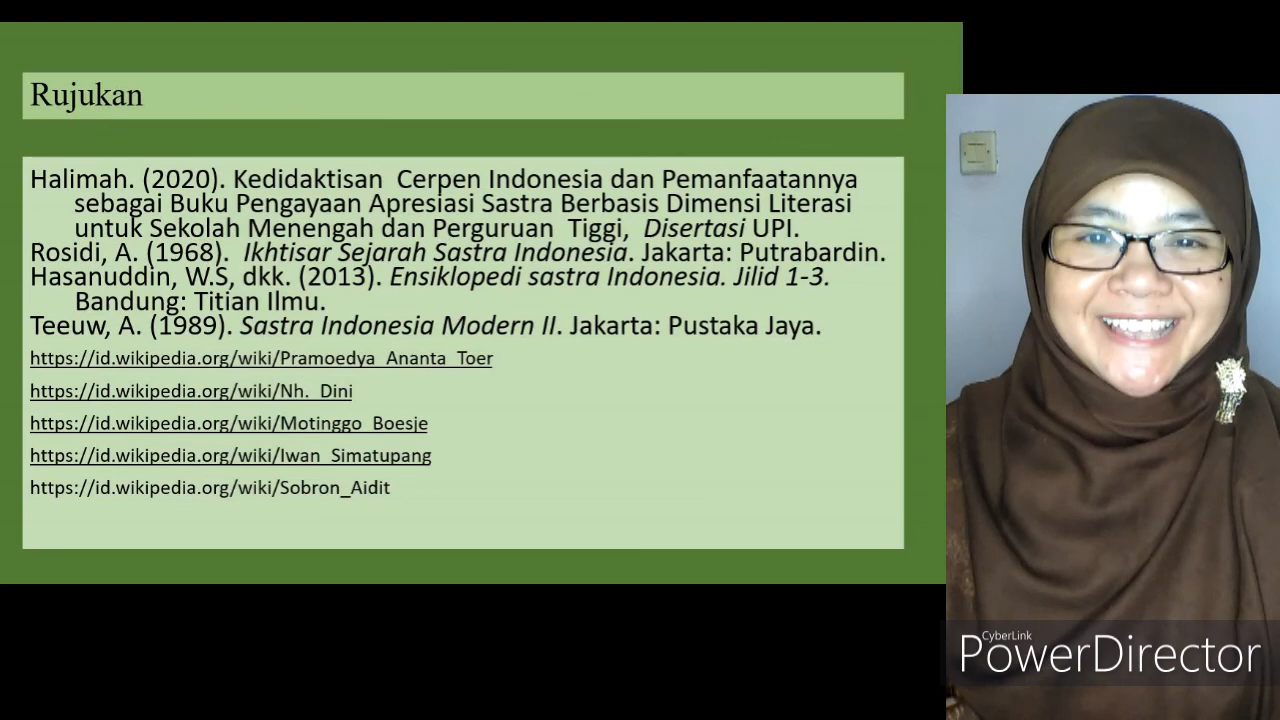 Rujukan
Halimah. (2020). Kedidaktisan Cerpen Indonesia dan Pemanfaatannya
sebagai Buku Pengayaan Apresiasi Sastra Berbasis Dimensi Literasi
untuk Sekolah Menengah dan Perguruan Tiggi, Disertasi UPI.
Rosidi, A. (1968). Ikhtisar Sejarah Sastra Indonesia. Jakarta: Putrabardin.
Hasanuddin, W.S, dkk. (2013). Ensiklopedi sastra Indonesia. Jilid 1-3.
Bandung: Titian Ilmu.
Teeuw, A. (1989). Sastra Indonesia Modern II. Jakarta: Pustaka Jaya.
https://id.wikipedia.org/wiki/Pramoedya_Ananta_Toer
https://id.wikipedia.org/wiki/Nh._Dini
https://id.wikipedia.org/wiki/Motinggo_Boesje
https://id.wikipedia.org/wiki/Iwan_Simatupang
https://id.wikipedia.org/wiki/Sobron_Aidit
CyberLink
PowerDirector